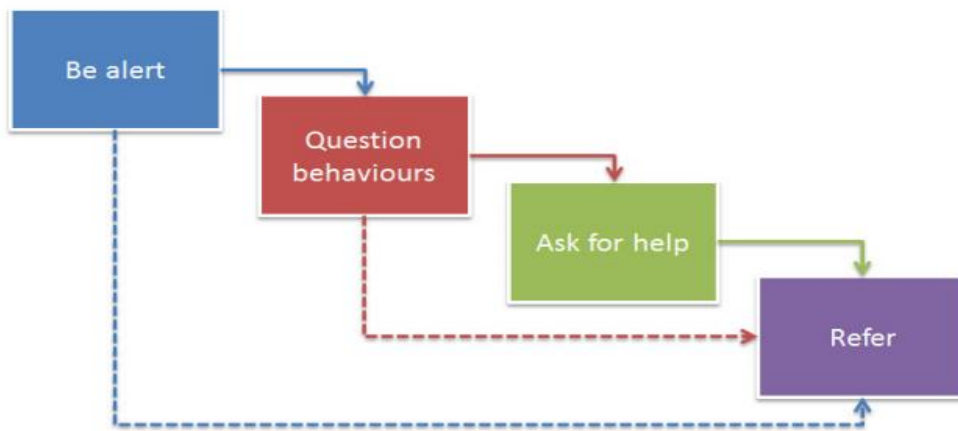 Be alert
Question
behaviours
Ask for help
Refer